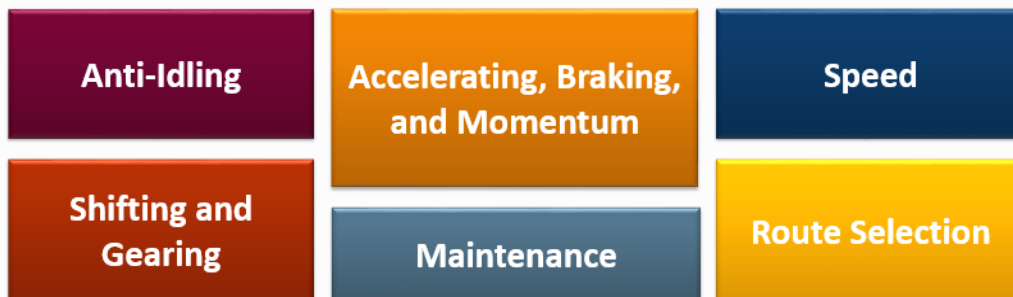 Anti-Idling
Accelerating, Braking,
and Momentum
Speed
Shifting and
Gearing
Maintenance
Route Selection